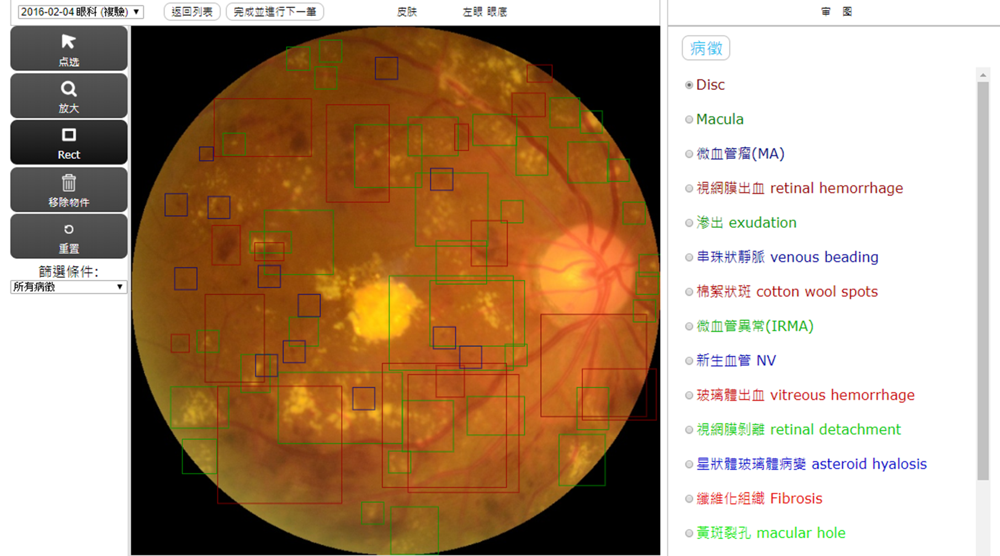 2016-02-04 眼科 (複驗)
返回列表
完成並進行下一筆
皮肤
左眼 眼底
审 图
点选
放大
Rect
移除物件
重置
篩選條件:
所有病徵
病徵
Disc
Macula
微血管瘤(MA)
視網膜出血 retinal hemorrhage
滲出 exudation
串珠狀靜脈 venous beading
棉絮狀斑 cotton wool spots
微血管異常(IRMA)
新生血管 NV
玻璃體出血 vitreous hemorrhage
視網膜剝離 retinal detachment
星狀體玻璃體病變 asteroid hyalosis
纖維化組織 Fibrosis
黃斑裂孔 macular hole